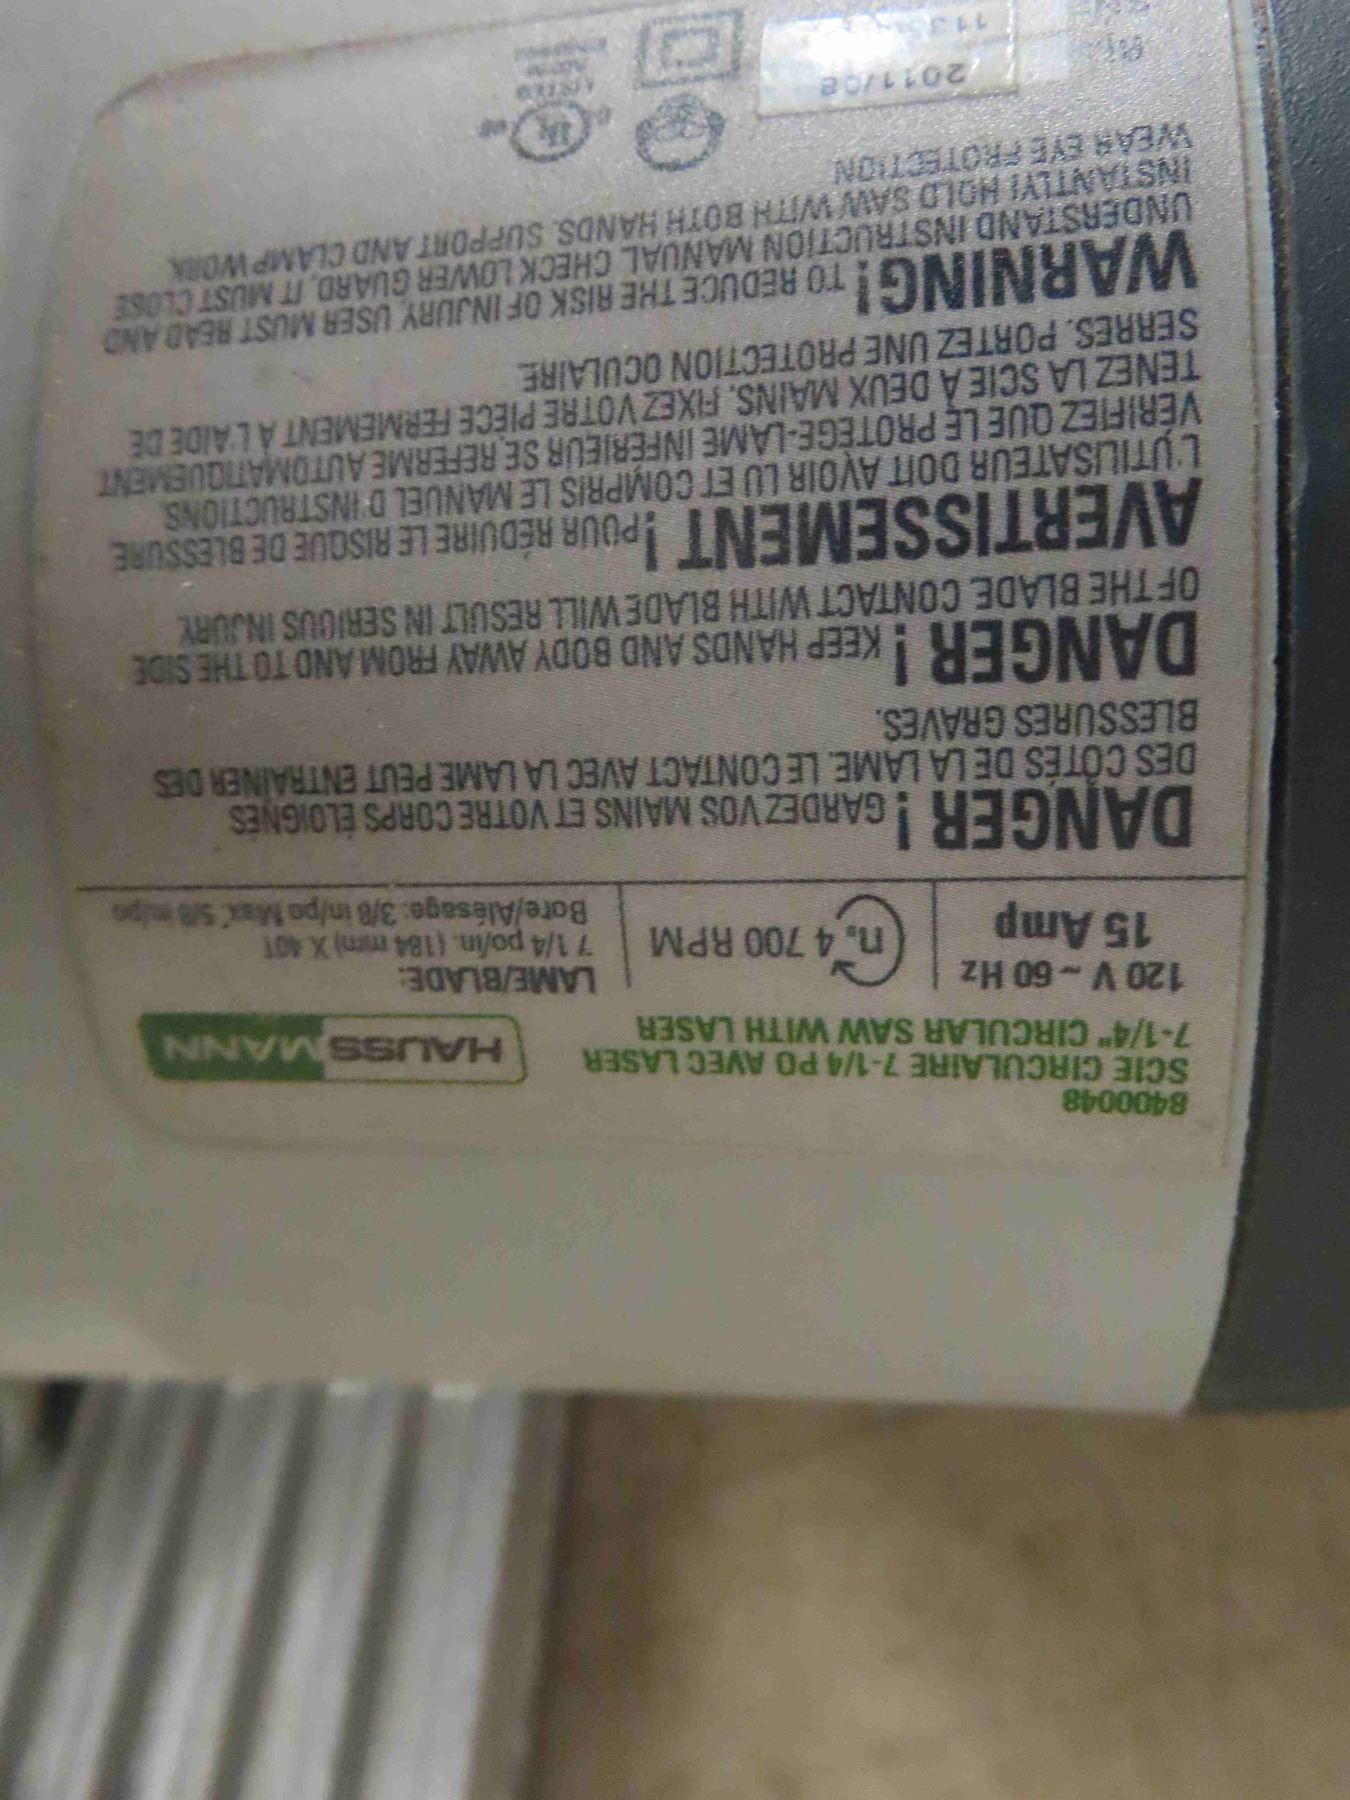 8400048
SCIE CIRCULAIRE 7-1/4 PO AVEC LASER
7-1/4" CIRCULAR SAW WITH LASER
HAUSSMANN
120 V ~ 60 Hz
15 Amp
n. 4 700 RPM
LAME/BLADE:
7 1/4 po/in. (184 mm) X 40T
Bore/Alésage: 3/8 in/po Max. 5/8 in/po
DANGER ! GARDEZ VOS MAINS ET VOTRE CORPS ÉLOIGNÉS
DES CÔTÉS DE LA LAME. LE CONTACT AVEC LA LAME PEUT ENTRAÎNER DES
BLESSURES GRAVES.
DANGER ! KEEP HANDS AND BODY AWAY FROM AND TO THE SIDE
OF THE BLADE. CONTACT WITH BLADE WILL RESULT IN SERIOUS INJURY.
AVERTISSEMENT ! POUR RÉDUIRE LE RISQUE DE BLESSURE
L'UTILISATEUR DOIT AVOIR LU ET COMPRIS LE MANUEL D'INSTRUCTIONS.
VÉRIFIEZ QUE LE PROTÈGE-LAME INFÉRIEUR SE REFERME AUTOMATIQUEMENT.
TENEZ LA SCIE À DEUX MAINS. FIXEZ VOTRE PIÈCE FERMEMENT À L'AIDE DE
SERRES. PORTEZ UNE PROTECTION OCULAIRE.
WARNING! TO REDUCE THE RISK OF INJURY, USER MUST READ AND
UNDERSTAND INSTRUCTION MANUAL. CHECK LOWER GUARD, IT MUST CLOSE
INSTANTLY! HOLD SAW WITH BOTH HANDS. SUPPORT AND CLAMP WORK.
WEAR EYE PROTECTION.
2011/08